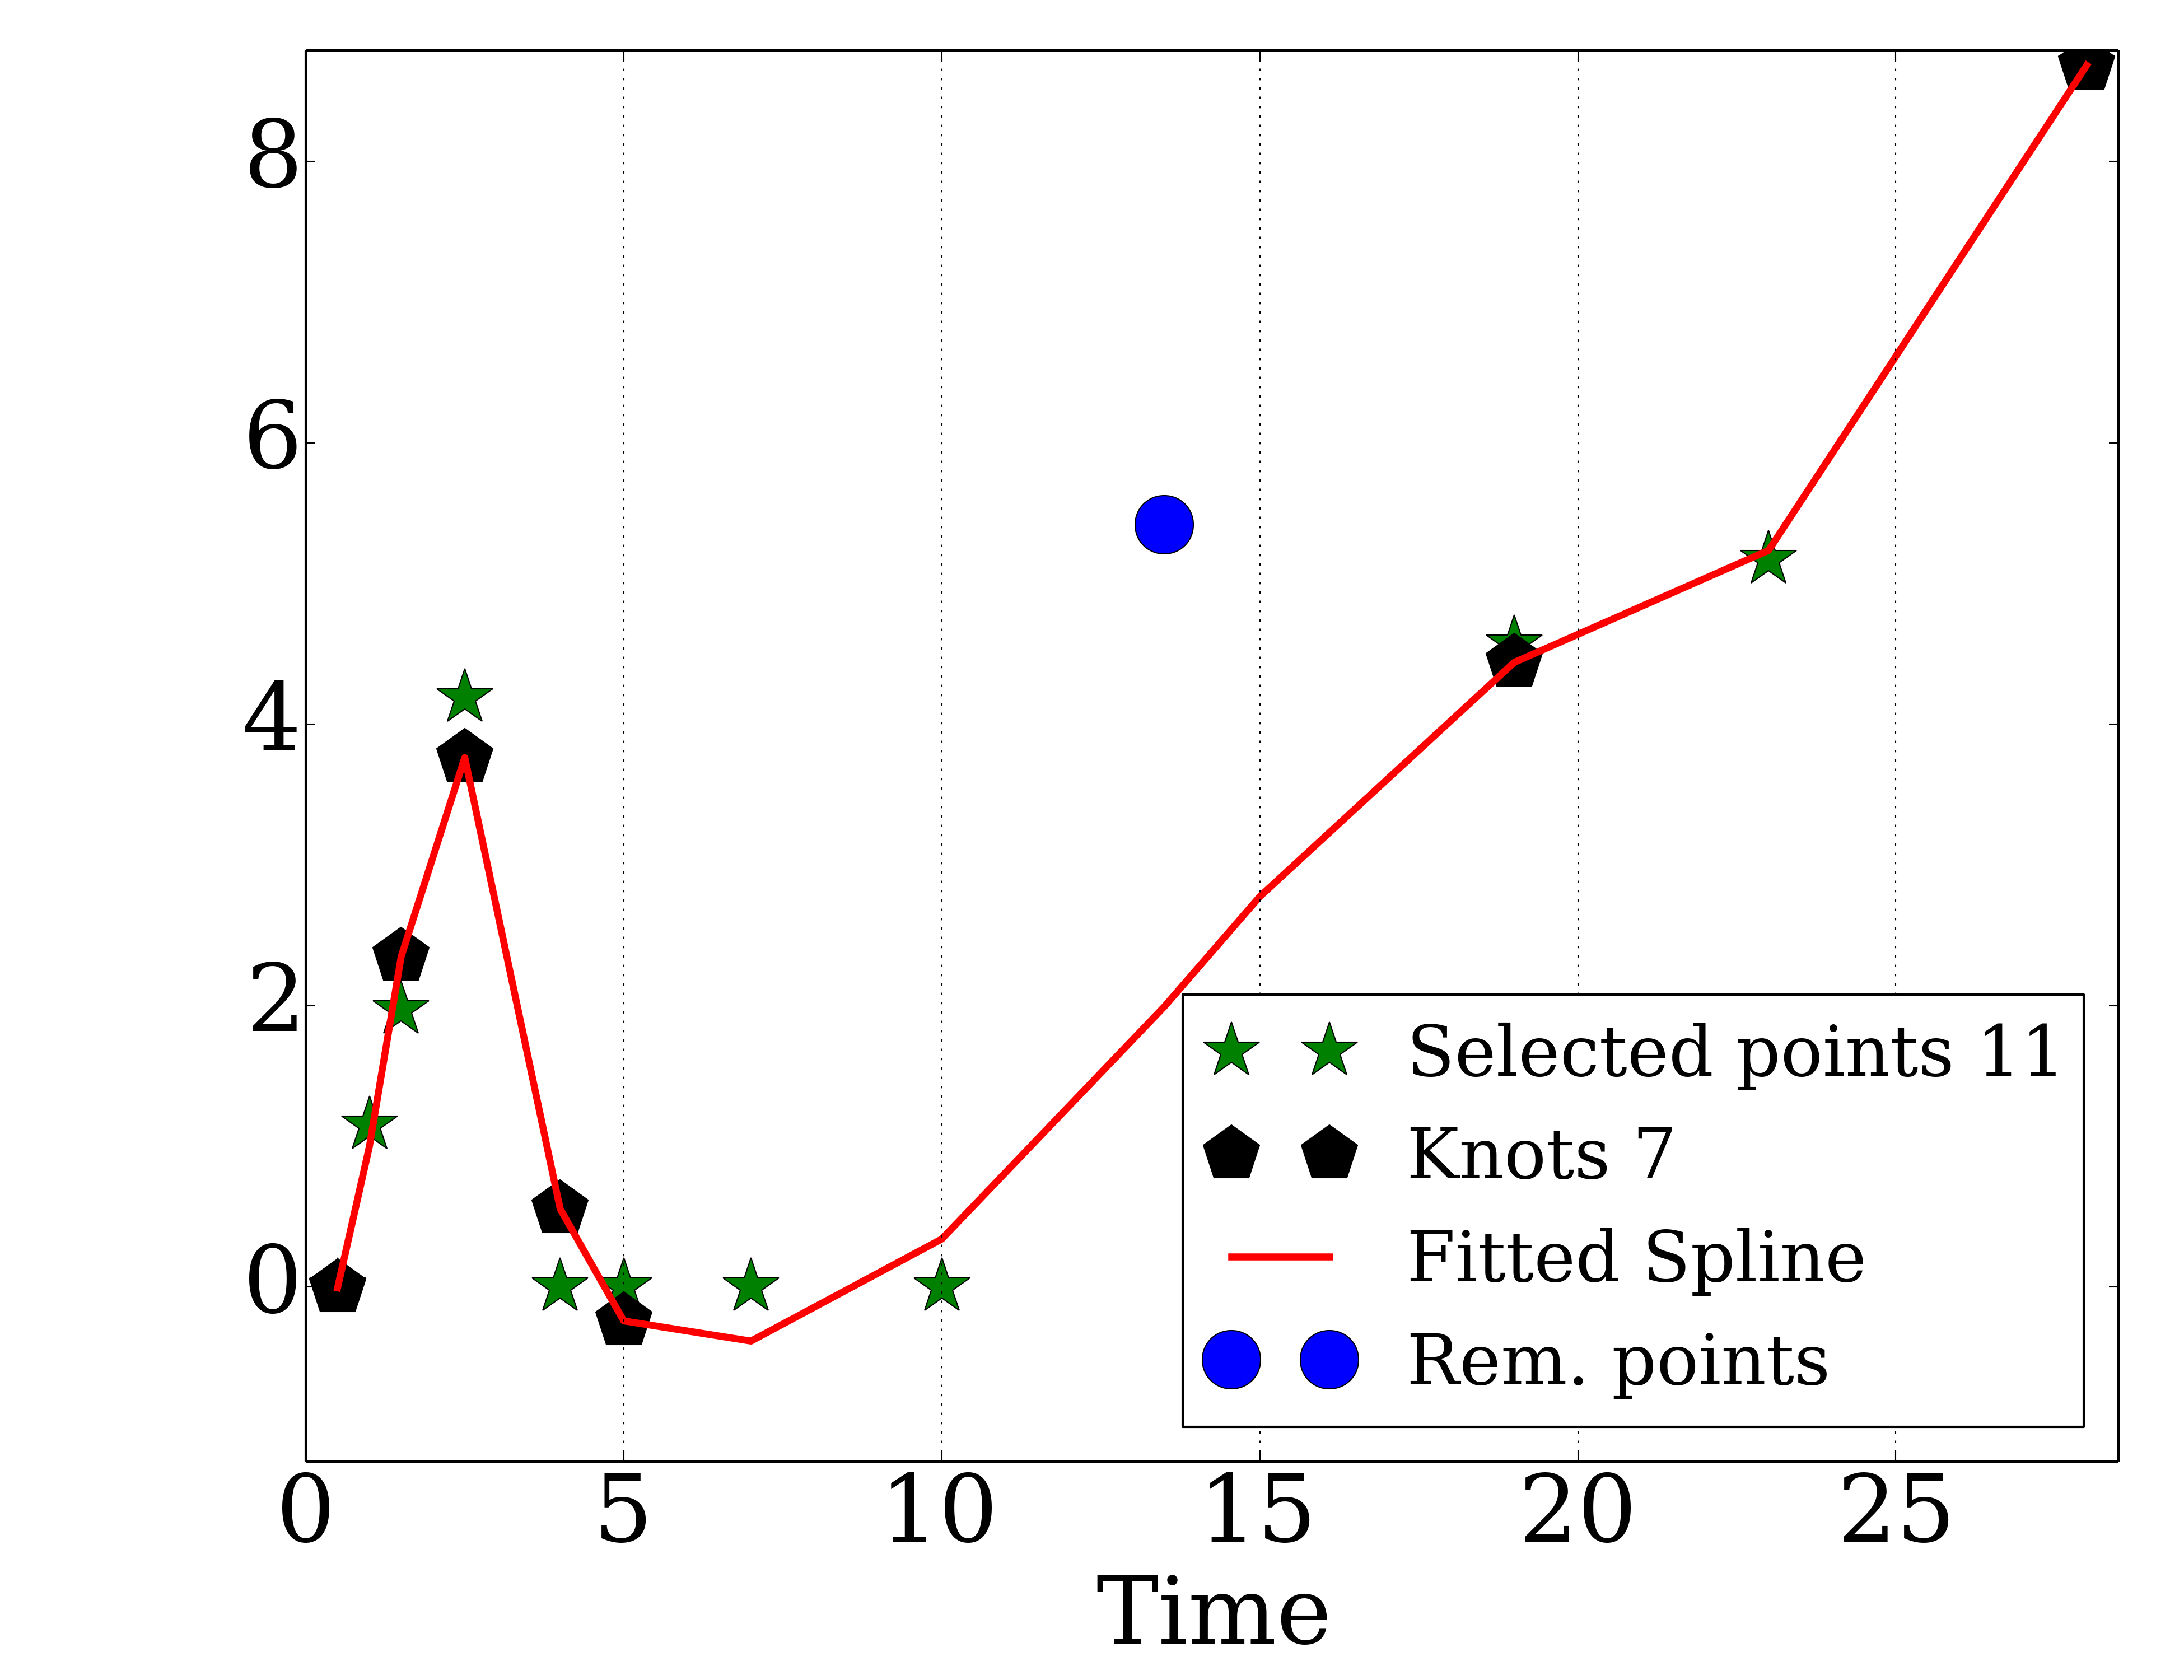 8
6
4
2
0
0 5 10 15 20 25
Time
Selected points 11
Knots 7
Fitted Spline
Rem. points